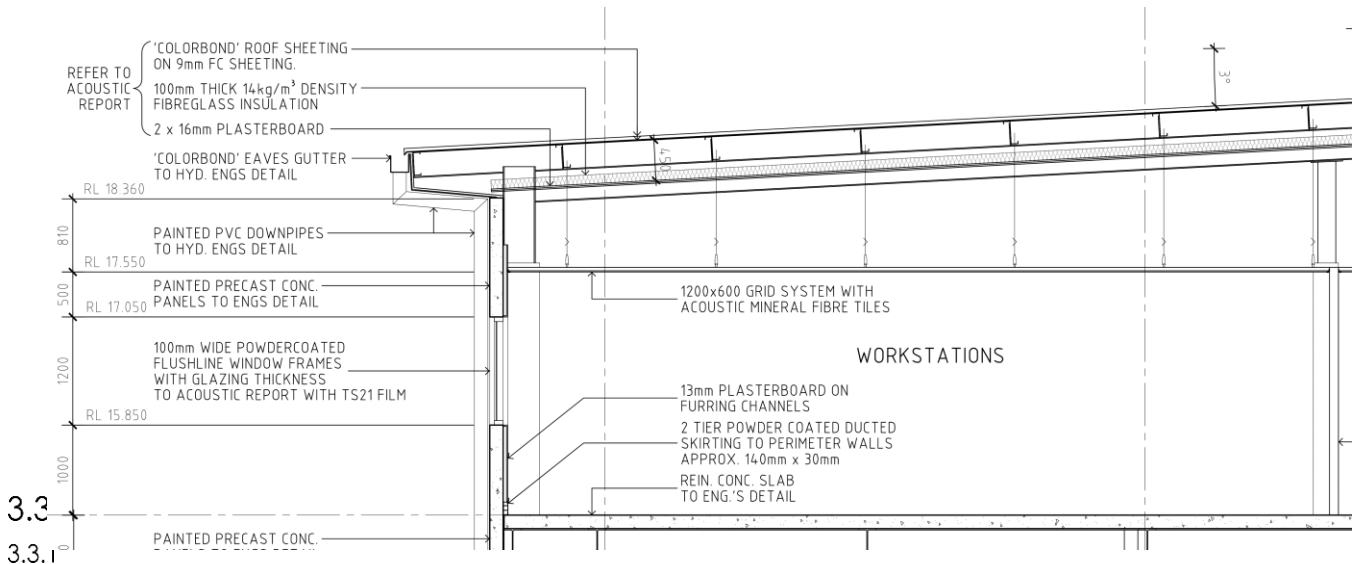 'COLORBOND' ROOF SHEETING
ON 9mm FC SHEETING.
REFER TO
ACOUSTIC
REPORT
100mm THICK 14kg/m³ DENSITY
FIBREGLASS INSULATION
2 x 16mm PLASTERBOARD
'COLORBOND' EAVES GUTTER
TO HYD. ENGS DETAIL
3°
450
RL 18.360
810
PAINTED PVC DOWNPIPES
TO HYD. ENGS DETAIL
RL 17.550
500
PAINTED PRECAST CONC.
PANELS TO ENGS DETAIL
RL 17.050
1200x600 GRID SYSTEM WITH
ACOUSTIC MINERAL FIBRE TILES
WORKSTATIONS
1200
100mm WIDE POWDERCOATED
FLUSHLINE WINDOW FRAMES
WITH GLAZING THICKNESS
TO ACOUSTIC REPORT WITH TS21 FILM
RL 15.850
13mm PLASTERBOARD ON
FURRING CHANNELS
2 TIER POWDER COATED DUCTED
SKIRTING TO PERIMETER WALLS
APPROX. 140mm x 30mm
1000
REIN. CONC. SLAB
TO ENG.'S DETAIL
3.3
PAINTED PRECAST CONC.
3.3.